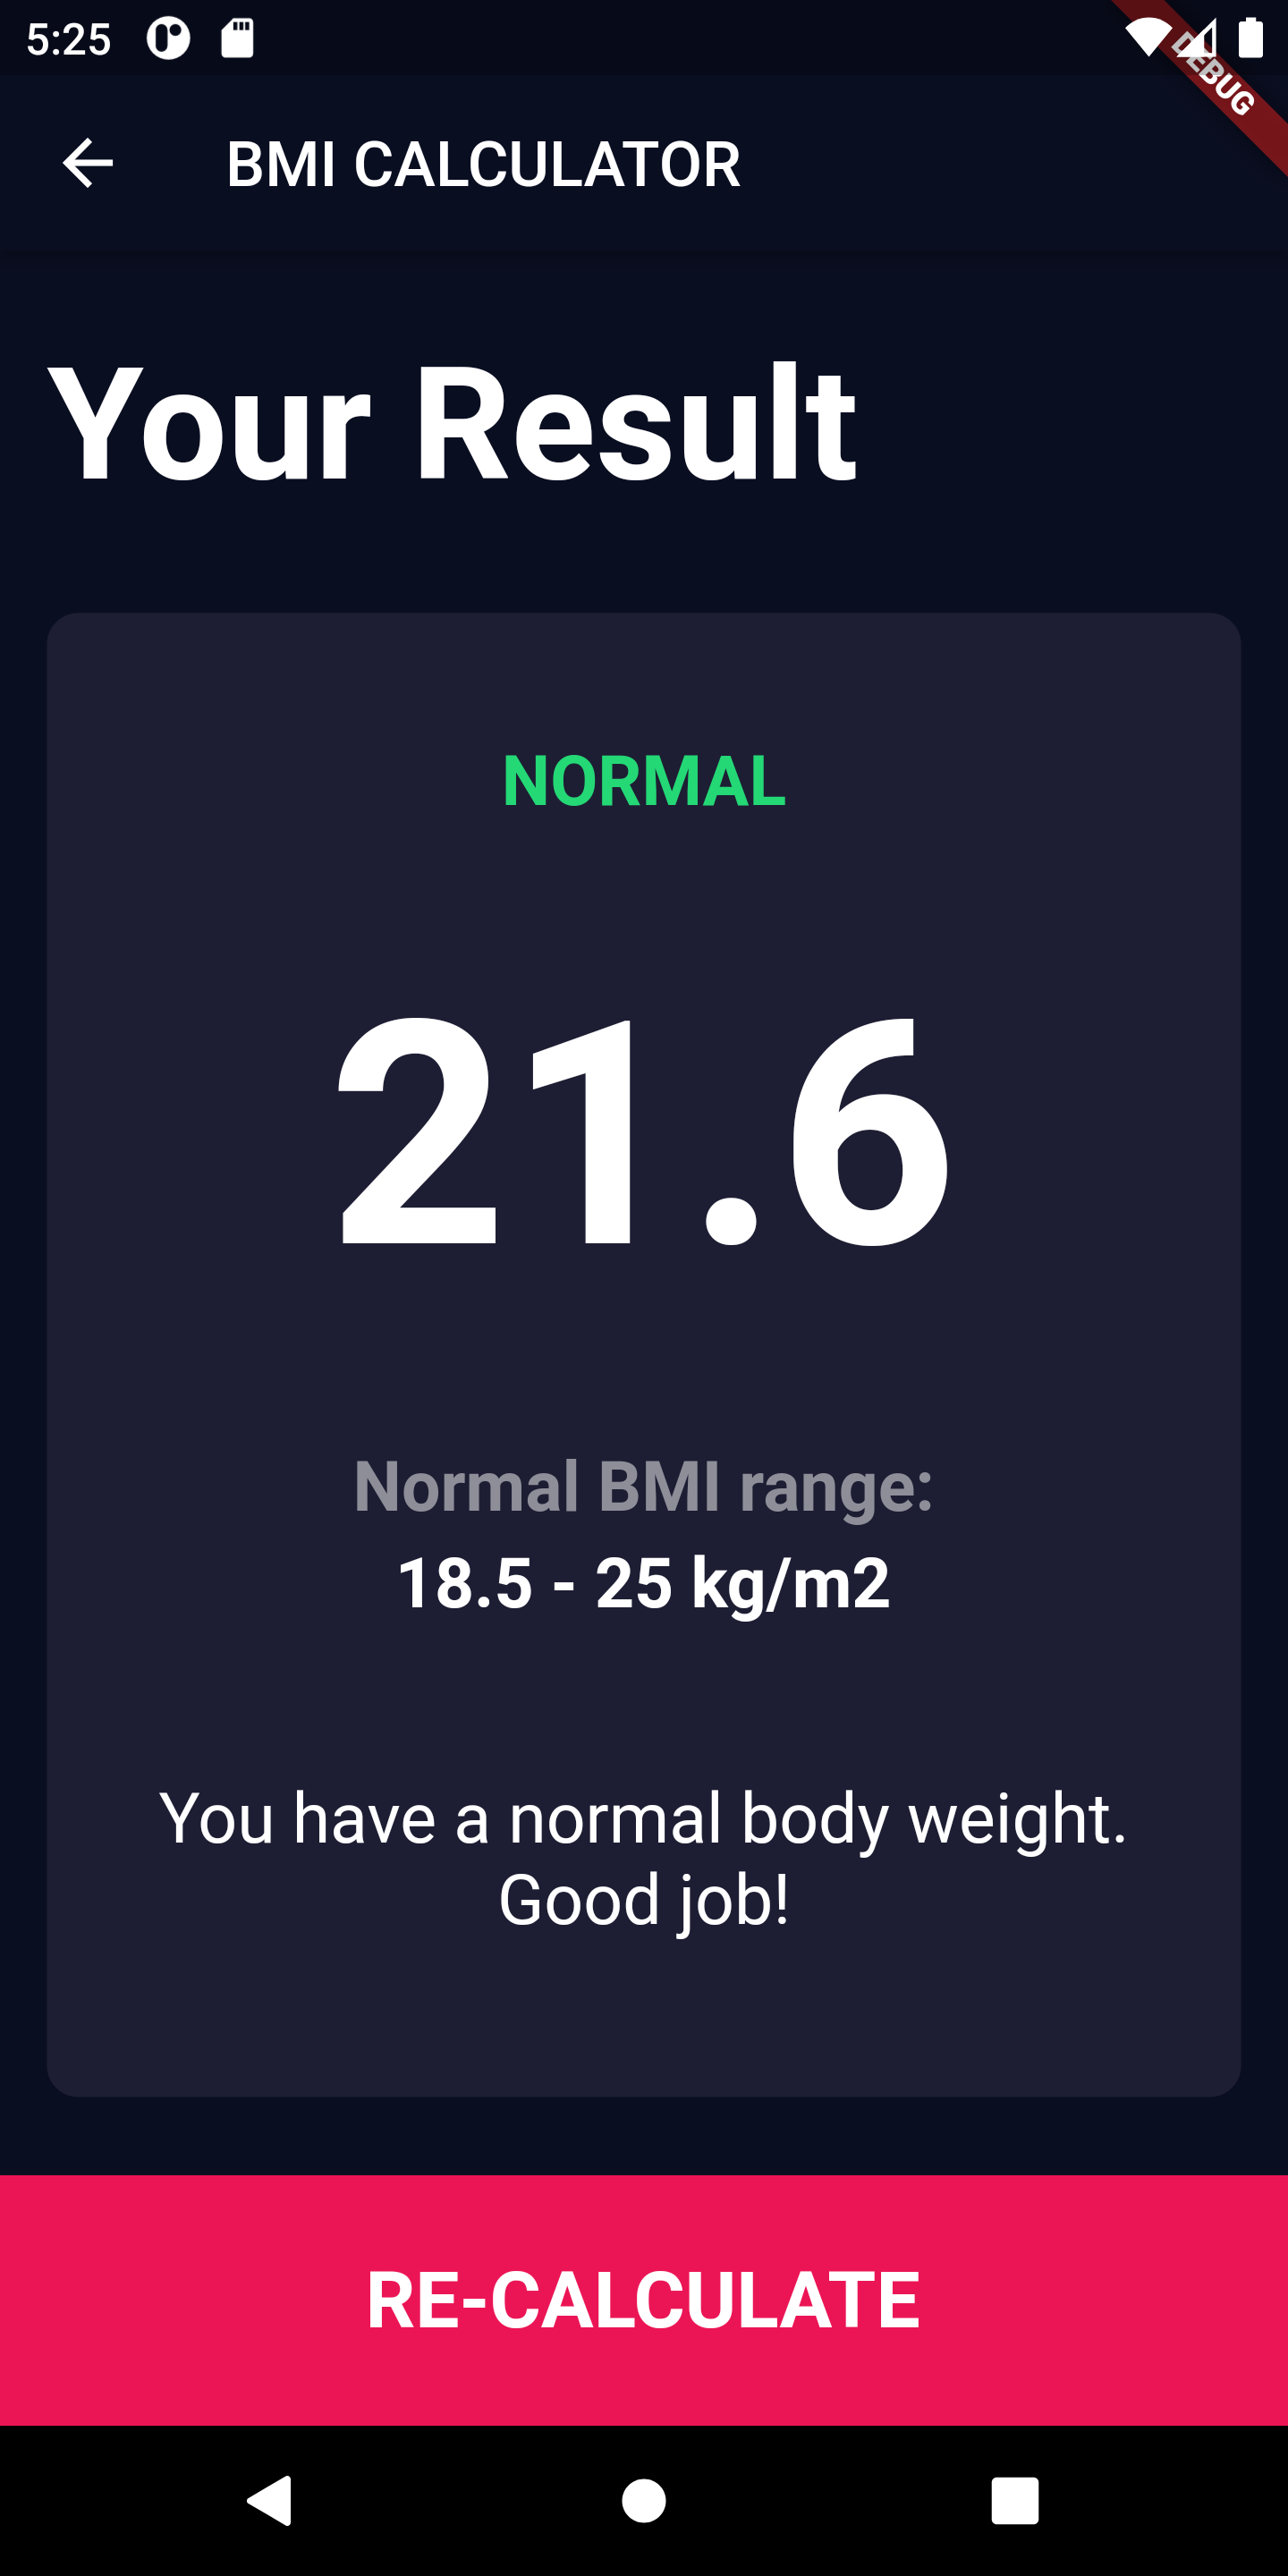 5:25
DEBUG
BMI CALCULATOR
Your Result
NORMAL
21.6
Normal BMI range:
18.5 - 25 kg/m2
You have a normal body weight.
Good job!
RE-CALCULATE